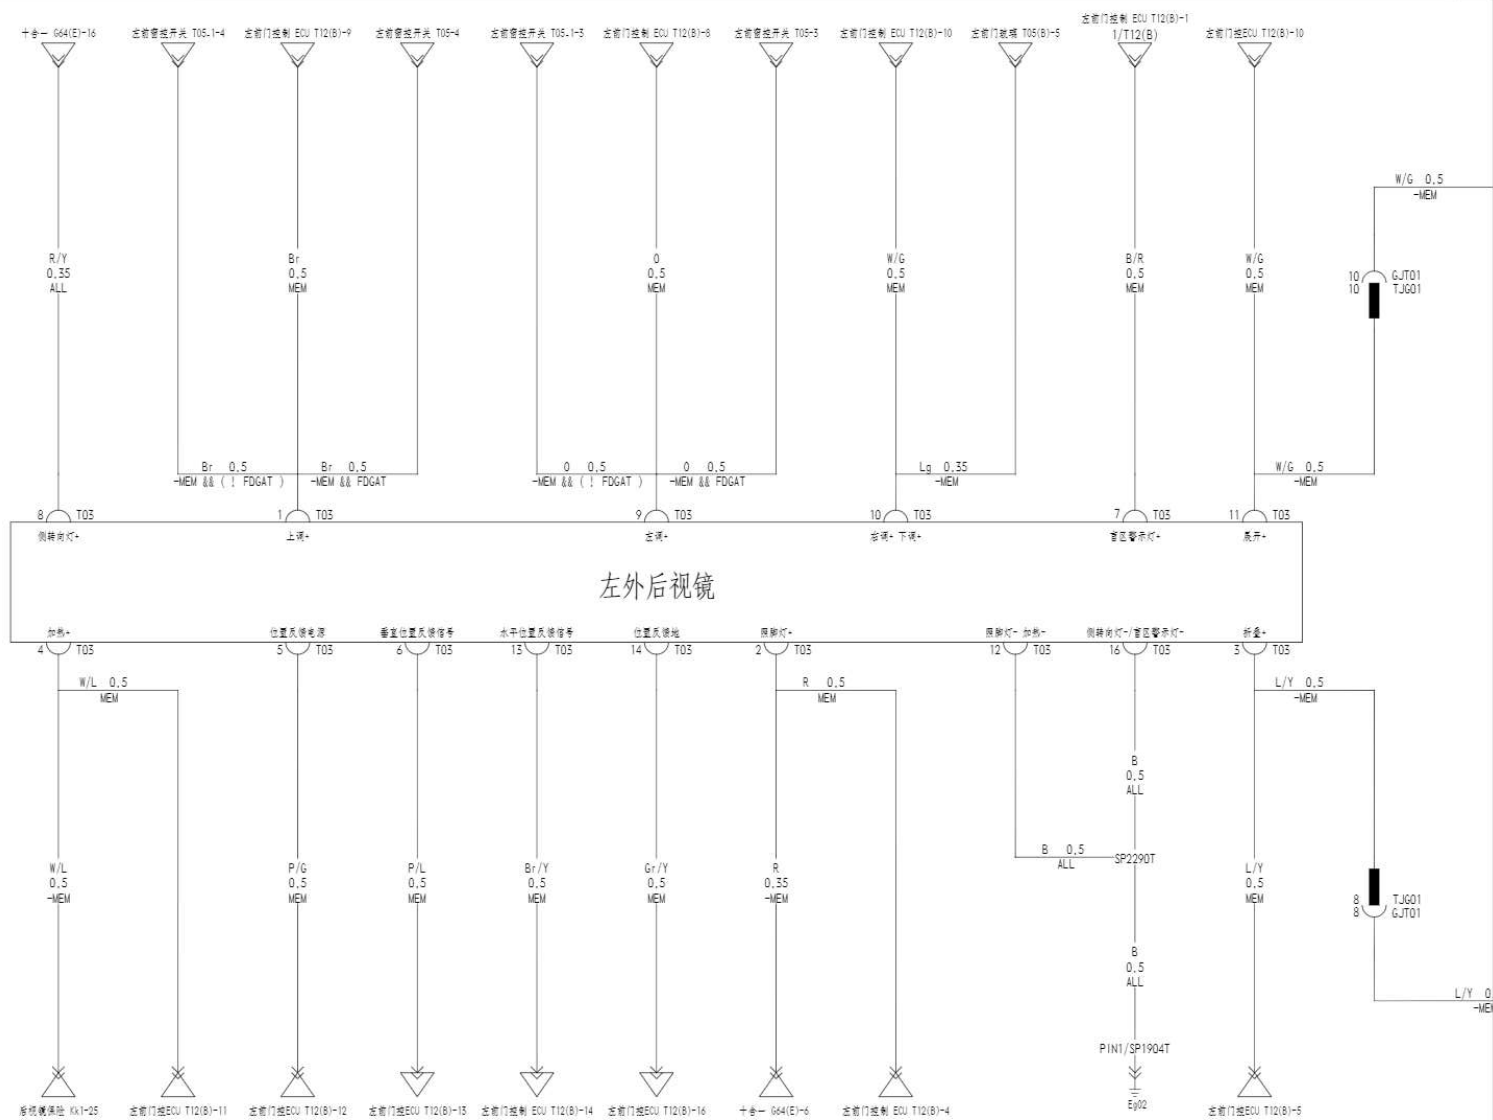 十合一 G64(E)-16
左前窗控开关 T05.1-4
左前门控制 ECU T12(B)-9
左前窗控开关 T05-4
左前窗控开关 T05.1-3
左前门控制 ECU T12(B)-8
左前窗控开关 T05-3
左前门控制 ECU T12(B)-10
左前门玻璃 T05(B)-5
左前门控制 ECU T12(B)-1
1/T12(B)
左前门控ECU T12(B)-10
W/G 0.5
-MEM
R/Y
0.35
ALL
Br
0.5
MEM
O
0.5
MEM
W/G
0.5
MEM
B/R
0.5
MEM
W/G
0.5
MEM
10 GJT01
10 TJG01
Br 0.5
-MEM && ( ! FDGAT )
Br 0.5
-MEM && FDGAT
O 0.5
-MEM && ( ! FDGAT )
O 0.5
-MEM && FDGAT
Lg 0.35
-MEM
W/G 0.5
-MEM
8 T03
1 T03
9 T03
10 T03
7 T03
11 T03
侧转向灯+
上调+
左调+
右调+ 下调+
盲区警示灯+
展开+
左外后视镜
加热+
位置反馈电源
垂直位置反馈信号
水平位置反馈信号
位置反馈地
照脚灯+
照脚灯- 加热-
侧转向灯-/盲区警示灯-
折叠+
4 T03
5 T03
6 T03
13 T03
14 T03
2 T03
12 T03
16 T03
3 T03
W/L 0.5
MEM
R 0.5
MEM
L/Y 0.5
-MEM
B
0.5
ALL
B 0.5
ALL
SP2290T
W/L
0.5
-MEM
P/G
0.5
MEM
P/L
0.5
MEM
Br/Y
0.5
MEM
Gr/Y
0.5
MEM
R
0.35
-MEM
L/Y
0.5
MEM
8 TJG01
8 GJT01
B
0.5
ALL
L/Y 0.
-MEM
PIN1/SP1904T
Eg02
后视镜保险 Kk1-25
左前门控ECU T12(B)-11
左前门控ECU T12(B)-12
左前门控ECU T12(B)-13
左前门控制 ECU T12(B)-14
左前门控ECU T12(B)-16
十合一 G64(E)-6
左前门控制 ECU T12(B)-4
左前门控ECU T12(B)-5